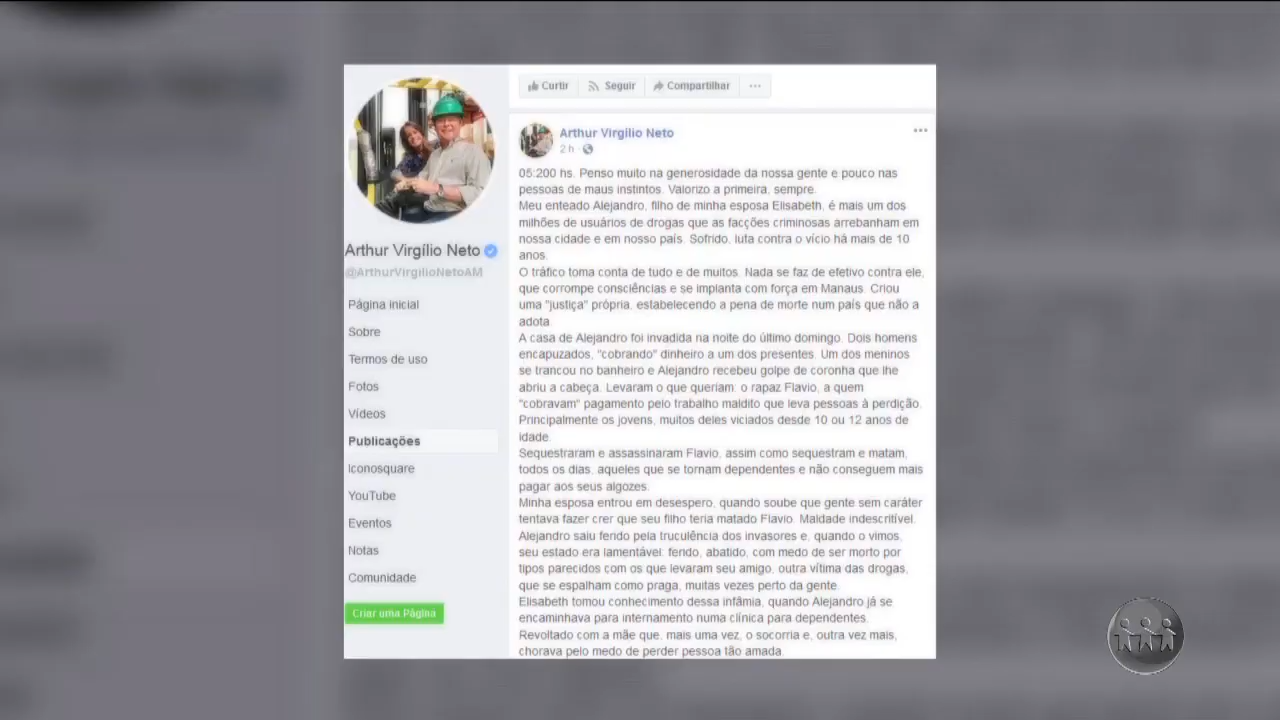 Arthur Virgílio Neto
@ArthurVirgilioNetoAM
Página inicial
Sobre
Termos de uso
Fotos
Vídeos
Publicações
Iconosquare
YouTube
Eventos
Notas
Comunidade
Criar uma Página
Curtir Seguir Compartilhar ...
Arthur Virgílio Neto
2 h ·
05:200 hs. Penso muito na generosidade da nossa gente e pouco nas
pessoas de maus instintos. Valorizo a primeira, sempre.
Meu enteado Alejandro, filho de minha esposa Elisabeth, é mais um dos
milhões de usuários de drogas que as facções criminosas arrebanham em
nossa cidade e em nosso país. Sofrido, luta contra o vício há mais de 10
anos.
O tráfico toma conta de tudo e de muitos. Nada se faz de efetivo contra ele,
que corrompe consciências e se implanta com força em Manaus. Criou
uma "justiça" própria, estabelecendo a pena de morte num país que não a
adota
A casa de Alejandro foi invadida na noite do último domingo. Dois homens
encapuzados, "cobrando" dinheiro a um dos presentes. Um dos meninos
se trancou no banheiro e Alejandro recebeu golpe de coronha que lhe
abriu a cabeça. Levaram o que queriam: o rapaz Flavio, a quem
"cobravam" pagamento pelo trabalho maldito que leva pessoas à perdição.
Principalmente os jovens, muitos deles viciados desde 10 ou 12 anos de
idade.
Sequestraram e assassinaram Flavio, assim como sequestram e matam,
todos os dias, aqueles que se tornam dependentes e não conseguem mais
pagar aos seus algozes.
Minha esposa entrou em desespero, quando soube que gente sem caráter
tentava fazer crer que seu filho teria matado Flavio. Maldade indescritível.
Alejandro saiu ferido pela truculência dos invasores e, quando o vimos,
seu estado era lamentável: ferido, abatido, com medo de ser morto por
tipos parecidos com os que levaram seu amigo, outra vítima das drogas,
que se espalham como praga, muitas vezes perto da gente.
Elisabeth tomou conhecimento dessa infâmia, quando Alejandro já se
encaminhava para internamento numa clínica para dependentes.
Revoltado com a mãe que, mais uma vez, o socorria e, outra vez mais,
chorava pelo medo de perder pessoa tão amada.